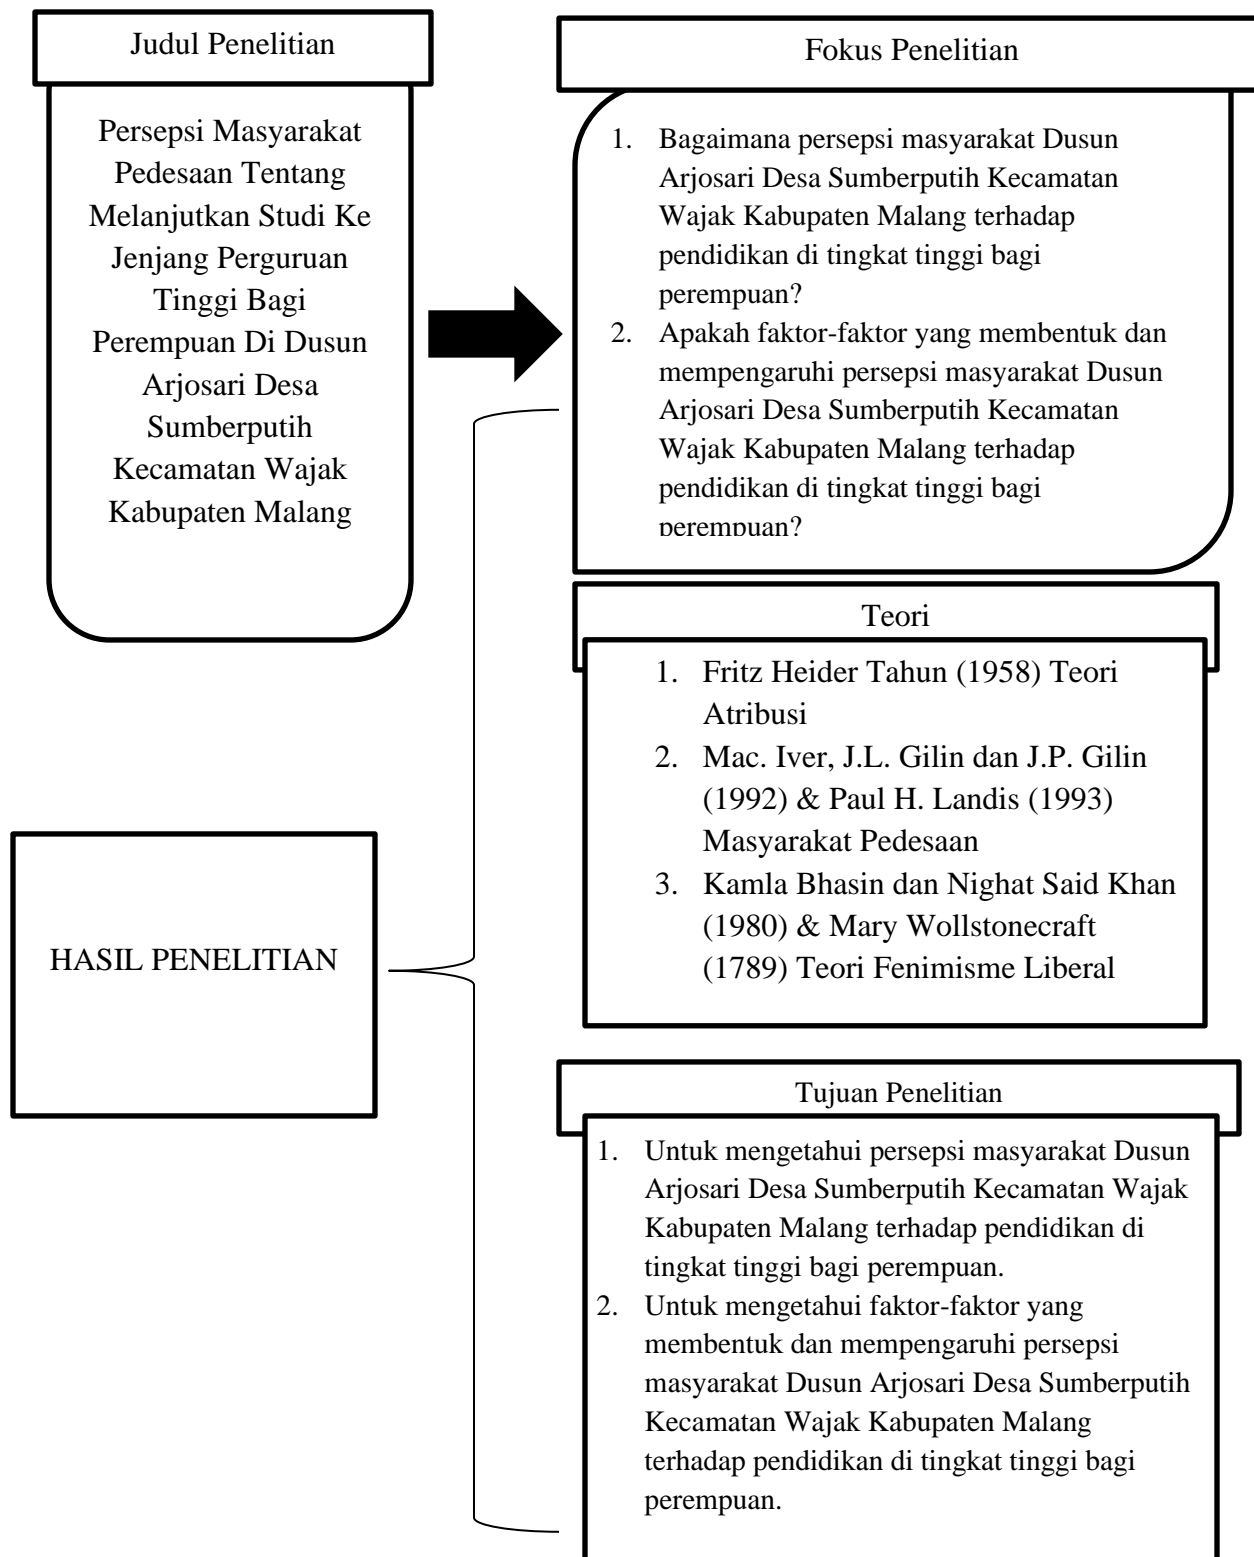 Judul Penelitian
Persepsi Masyarakat
Pedesaan Tentang
Melanjutkan Studi Ke
Jenjang Perguruan
Tinggi Bagi
Perempuan Di Dusun
Arjosari Desa
Sumberputih
Kecamatan Wajak
Kabupaten Malang
Fokus Penelitian
1. Bagaimana persepsi masyarakat Dusun
Arjosari Desa Sumberputih Kecamatan
Wajak Kabupaten Malang terhadap
pendidikan di tingkat tinggi bagi
perempuan?
2. Apakah faktor-faktor yang membentuk dan
mempengaruhi persepsi masyarakat Dusun
Arjosari Desa Sumberputih Kecamatan
Wajak Kabupaten Malang terhadap
pendidikan di tingkat tinggi bagi
perempuan?
Teori
1. Fritz Heider Tahun (1958) Teori
Atribusi
2. Mac. Iver, J.L. Gilin dan J.P. Gilin
(1992) & Paul H. Landis (1993)
Masyarakat Pedesaan
3. Kamla Bhasin dan Nighat Said Khan
(1980) & Mary Wollstonecraft
(1789) Teori Fenimisme Liberal
HASIL PENELITIAN
Tujuan Penelitian
1. Untuk mengetahui persepsi masyarakat Dusun
Arjosari Desa Sumberputih Kecamatan Wajak
Kabupaten Malang terhadap pendidikan di
tingkat tinggi bagi perempuan.
2. Untuk mengetahui faktor-faktor yang
membentuk dan mempengaruhi persepsi
masyarakat Dusun Arjosari Desa Sumberputih
Kecamatan Wajak Kabupaten Malang
terhadap pendidikan di tingkat tinggi bagi
perempuan.